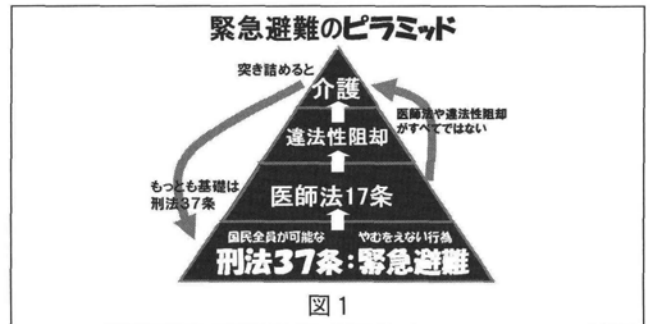 緊急避難のピラミッド
突き詰めると
介護
医師法や違法性阻却
がすべてではない
違法性阻却
もっとも基礎は
刑法37条
医師法17条
国民全員が可能な やむをえない行為
刑法37条:緊急避難
図1